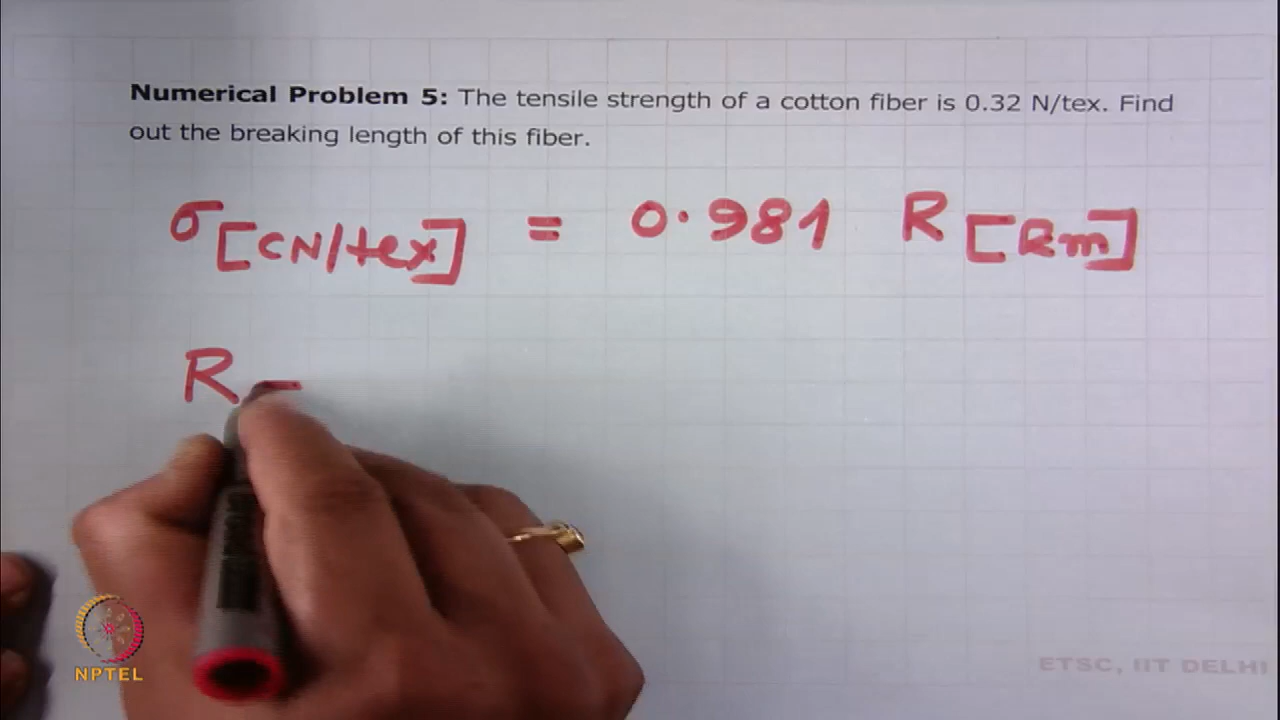 Numerical Problem 5: The tensile strength of a cotton fiber is 0.32 N/tex. Find
out the breaking length of this fiber.
σ[CN/tex] = 0.981 R[Rm]
R =
NPTEL
ETSC, IIT DELHI